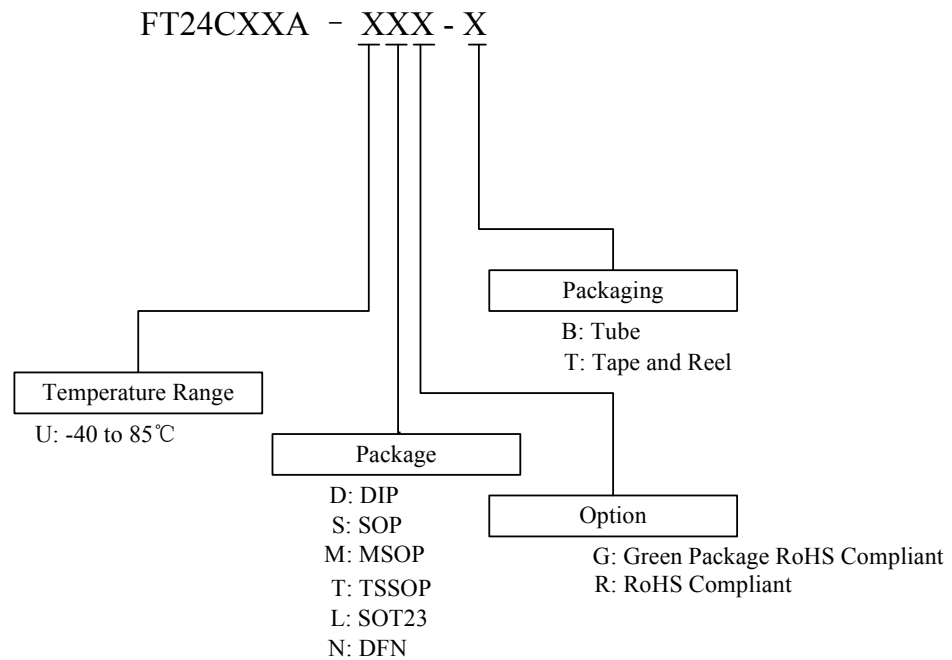 FT24CXXA - XXX - X
Packaging
B: Tube
T: Tape and Reel
Temperature Range
U: -40 to 85℃
Package
D: DIP
S: SOP
M: MSOP
T: TSSOP
L: SOT23
N: DFN
Option
G: Green Package RoHS Compliant
R: RoHS Compliant